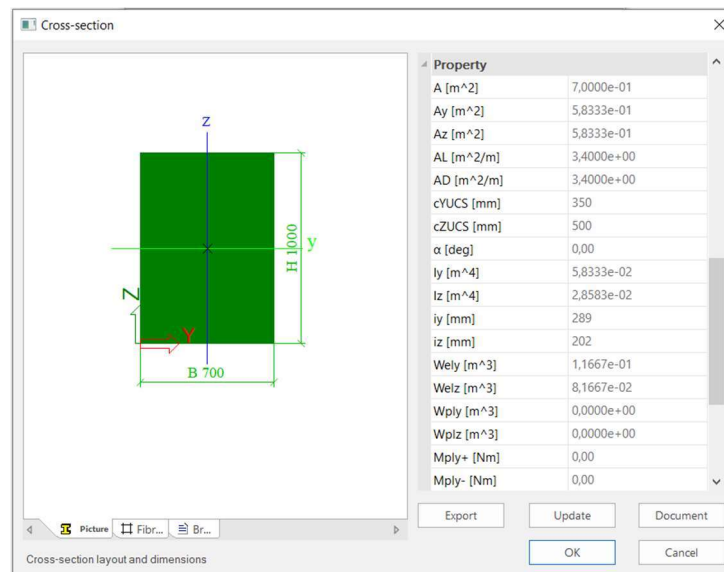 Cross-section
z
y
H 1000
Z
Y
B 700
Property
A [m^2] 7,0000e-01
Ay [m^2] 5,8333e-01
Az [m^2] 5,8333e-01
AL [m^2/m] 3,4000e+00
AD [m^2/m] 3,4000e+00
cYUCS [mm] 350
cZUCS [mm] 500
α [deg] 0,00
Iy [m^4] 5,8333e-02
Iz [m^4] 2,8583e-02
iy [mm] 289
iz [mm] 202
Wely [m^3] 1,1667e-01
Welz [m^3] 8,1667e-02
Wply [m^3] 0,0000e+00
Wplz [m^3] 0,0000e+00
Mply+ [Nm] 0,00
Mply- [Nm] 0,00
Picture Fibr... Br...
Export Update Document
Cross-section layout and dimensions
OK Cancel